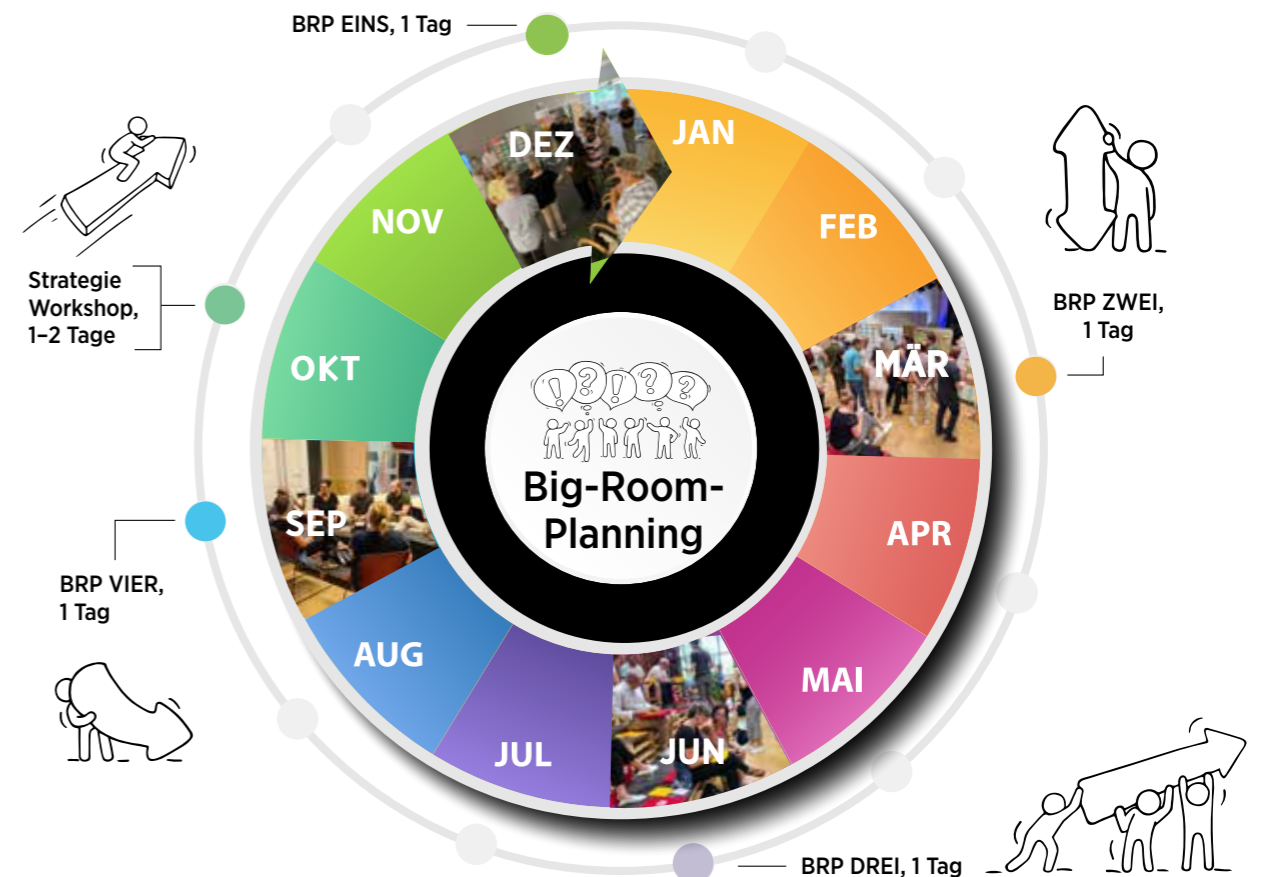 BRP EINS, 1 Tag
DEZ
JAN
NOV
FEB
Strategie
Workshop,
1–2 Tage
BRP ZWEI,
1 Tag
OKT
MÄR
! ? ! ? ?
Big-Room-
Planning
SEP
APR
BRP VIER,
1 Tag
AUG
MAI
JUL
JUN
BRP DREI, 1 Tag